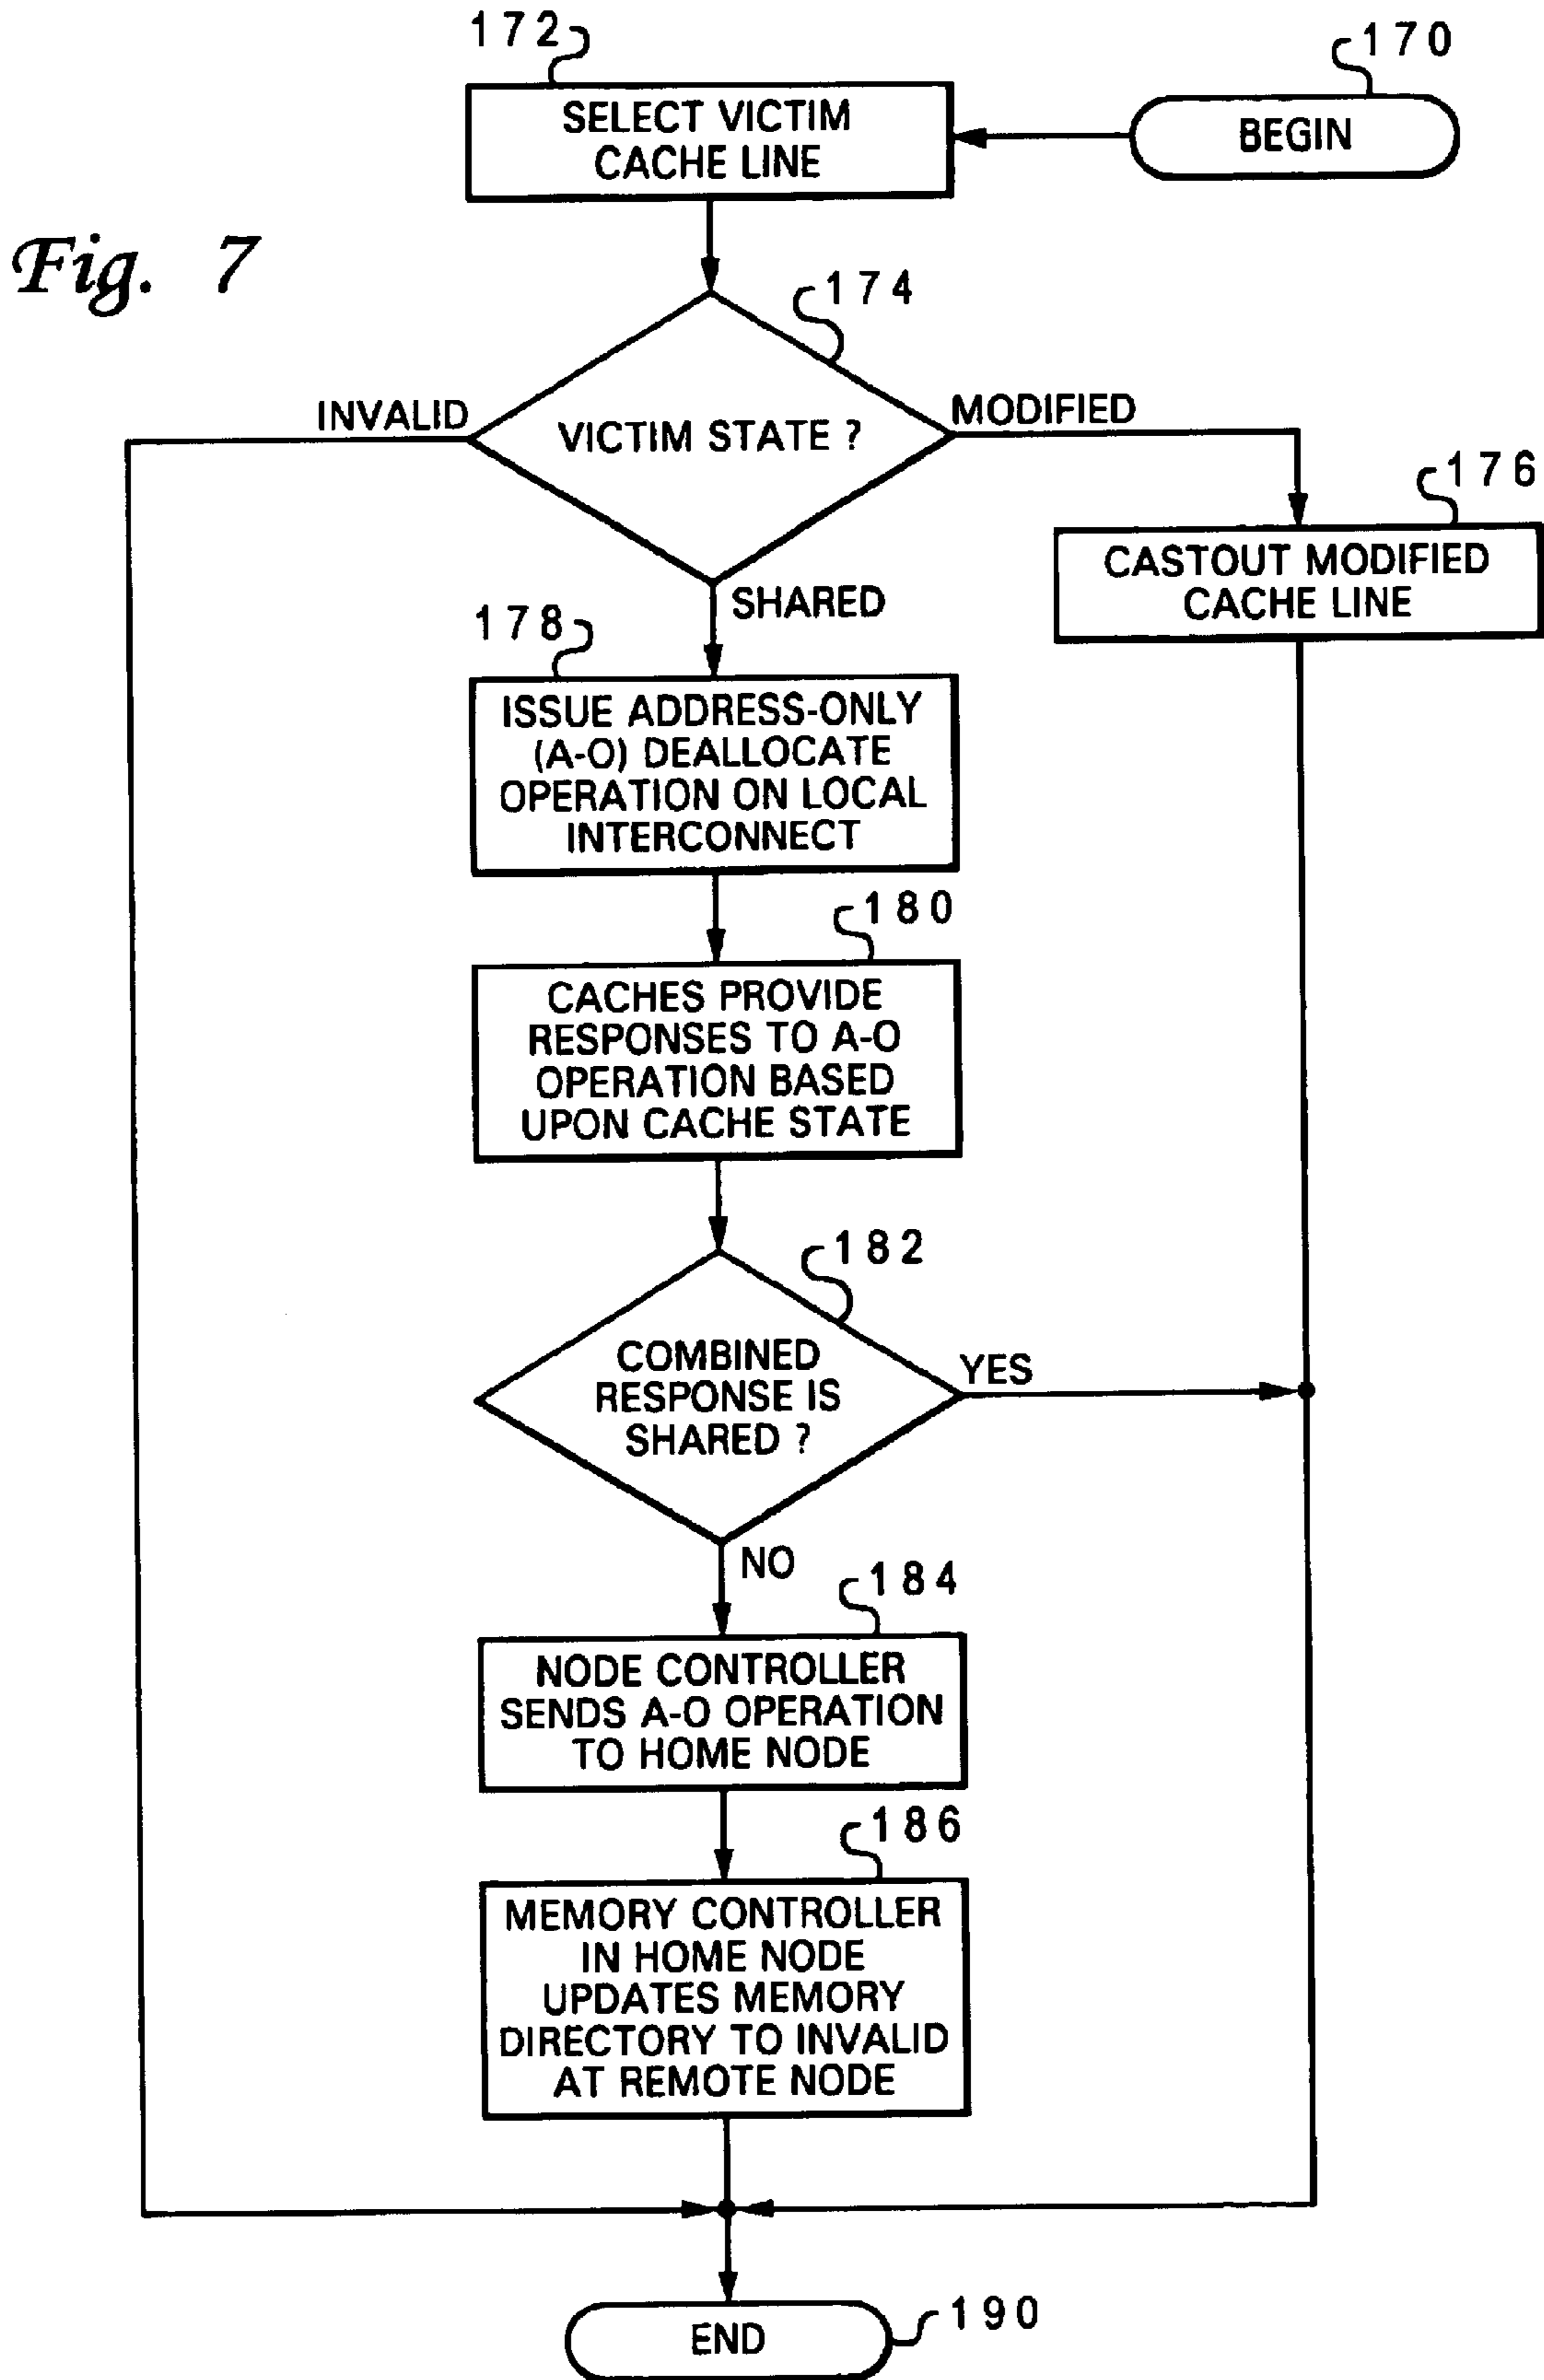 172
170
SELECT VICTIM
CACHE LINE
BEGIN
Fig. 7
174
INVALID
VICTIM STATE ?
MODIFIED
176
CASTOUT MODIFIED
CACHE LINE
SHARED
178
ISSUE ADDRESS-ONLY
(A-O) DEALLOCATE
OPERATION ON LOCAL
INTERCONNECT
180
CACHES PROVIDE
RESPONSES TO A-O
OPERATION BASED
UPON CACHE STATE
182
COMBINED
RESPONSE IS
SHARED ?
YES
NO
184
NODE CONTROLLER
SENDS A-O OPERATION
TO HOME NODE
186
MEMORY CONTROLLER
IN HOME NODE
UPDATES MEMORY
DIRECTORY TO INVALID
AT REMOTE NODE
END
190